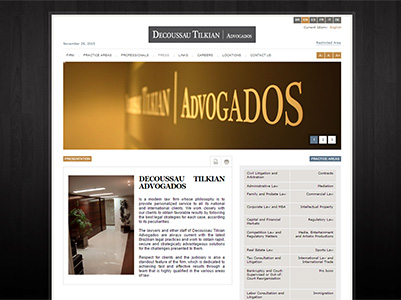 BR EN ES FR IT DE
Current Idiom: English
DECOUSSAU TILKIAN | ADVOGADOS
November 20, 2015
Restricted Area
FIRM PRACTICE AREAS PROFESSIONALS PRESS LINKS CAREERS LOCATIONS CONTACT US
TILKIAN | ADVOGADOS
1 2 3
PRESENTATION
PRACTICE AREAS
DECOUSSAU TILKIAN
ADVOGADOS
is a modern law firm whose philosophy is to
provide personalized service to all its national
and international clients. We work closely with
our clients to obtain favorable results by following
the best legal strategies for each case, according
to its peculiarities.
The lawyers and other staff of Decoussau Tilkian
Advogados are always current with the latest
Brazilian legal practices and wish to obtain rapid,
secure and strategically advantageous solutions
for the challenges presented to them.
Respect for clients and the judiciary is also a
standout feature of the firm, which is dedicated to
achieving fast and effective results through a
team that is highly qualified in the various areas
of law.
Civil Litigation and
Arbitration
Contracts
Administrative Law
Mediation
Family and Probate Law
Commercial Law
Corporate Law and M&A
Intellectual Property
Capital and Financial
Markets
Regulatory Law
Competition Law and
Regulatory Matters
Media, Entertainment
and Artistic Productions
Real Estate
Sports Law
Tax Consultation and
Litigation
International Law and
International Trade
Bankruptcy and Court-
Supervised or Out-of-
Court Reorganization
Pro bono
Labor Consultation and
Litigation
Immigration